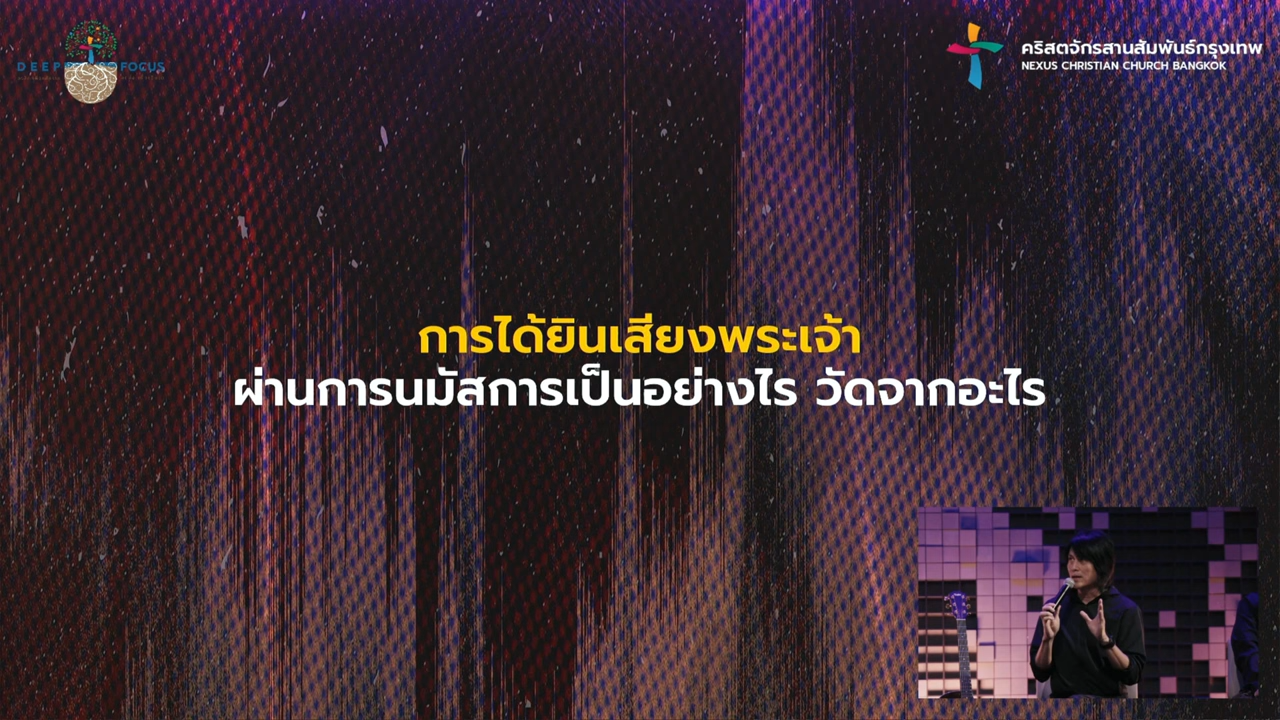 DEEP FOCUS
คริสตจักรสานสัมพันธ์กรุงเทพ
NEXUS CHRISTIAN CHURCH BANGKOK
การได้ยินเสียงพระเจ้า
ผ่านการนมัสการเป็นอย่างไร วัดจากอะไร